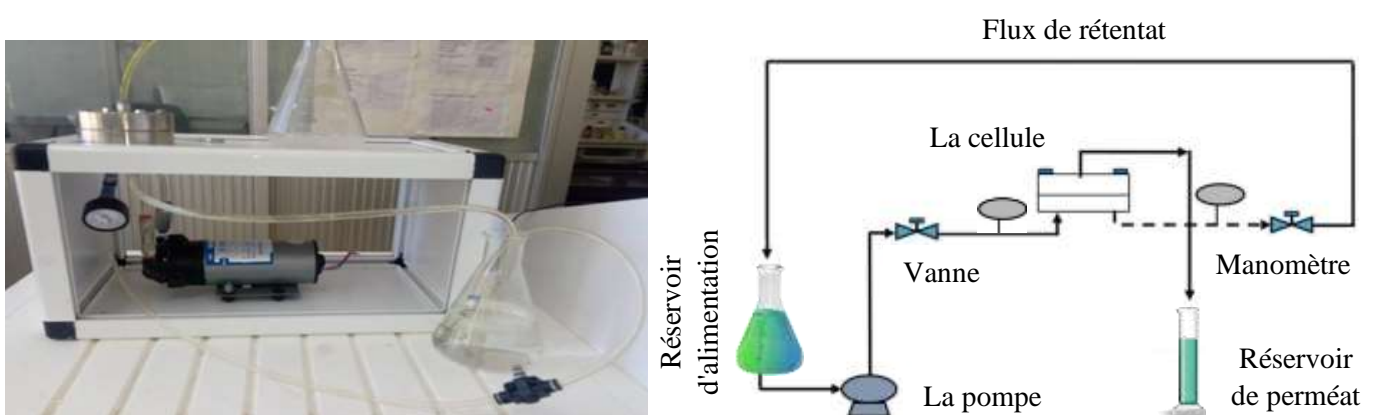 Flux de rétentat
La cellule
Vanne
Manomètre
Réservoir
d'alimentation
La pompe
Réservoir
de perméat